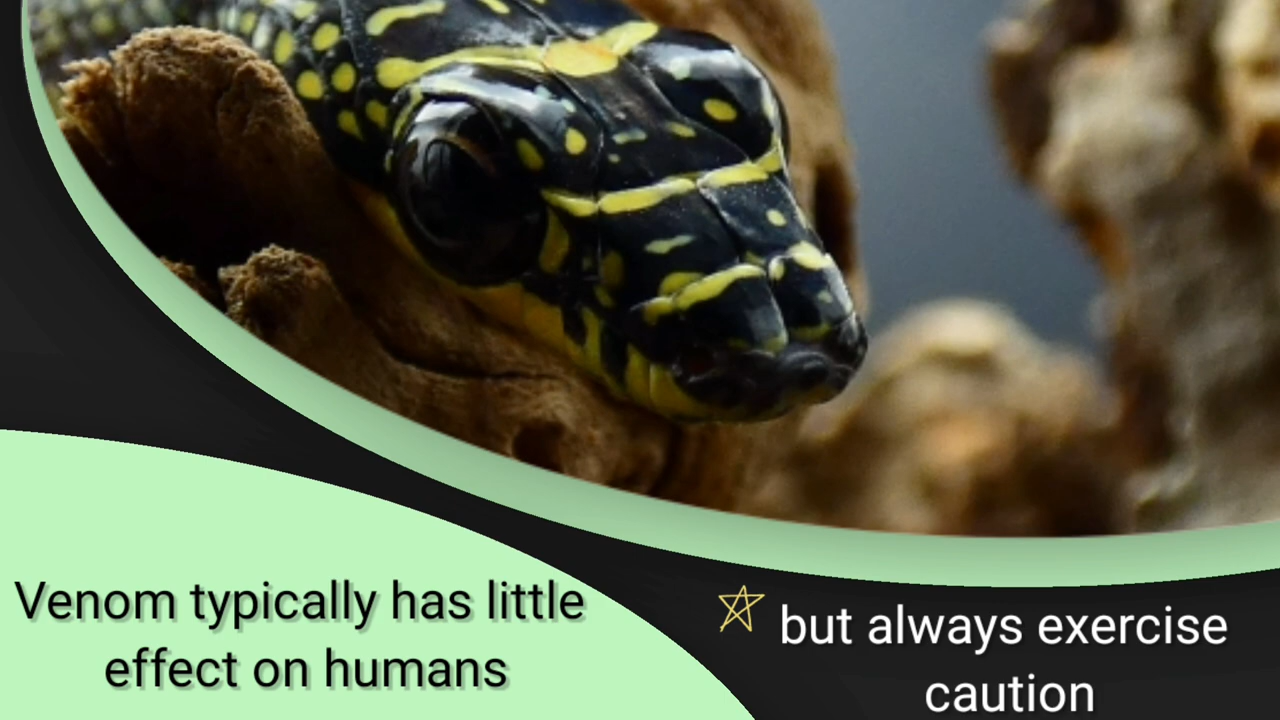 Venom typically has little
effect on humans
but always exercise
caution